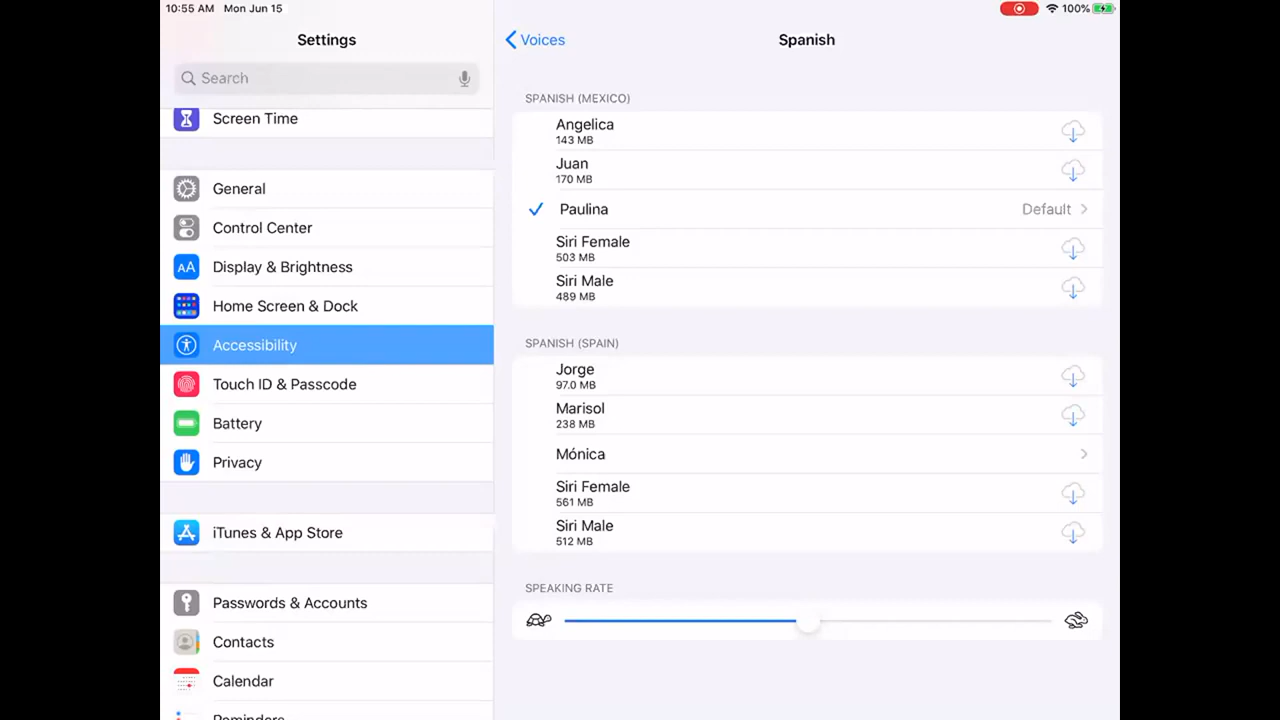 10:55 AM Mon Jun 15
100%
Settings
Search
Screen Time
General
Control Center
Display & Brightness
AA
Home Screen & Dock
Accessibility
Touch ID & Passcode
Battery
Privacy
iTunes & App Store
Passwords & Accounts
Contacts
Calendar
Reminders
Voices
Spanish
SPANISH (MEXICO)
Angelica
143 MB
Juan
170 MB
Paulina Default
Siri Female
503 MB
Siri Male
489 MB
SPANISH (SPAIN)
Jorge
97.0 MB
Marisol
238 MB
Mónica
Siri Female
561 MB
Siri Male
512 MB
SPEAKING RATE